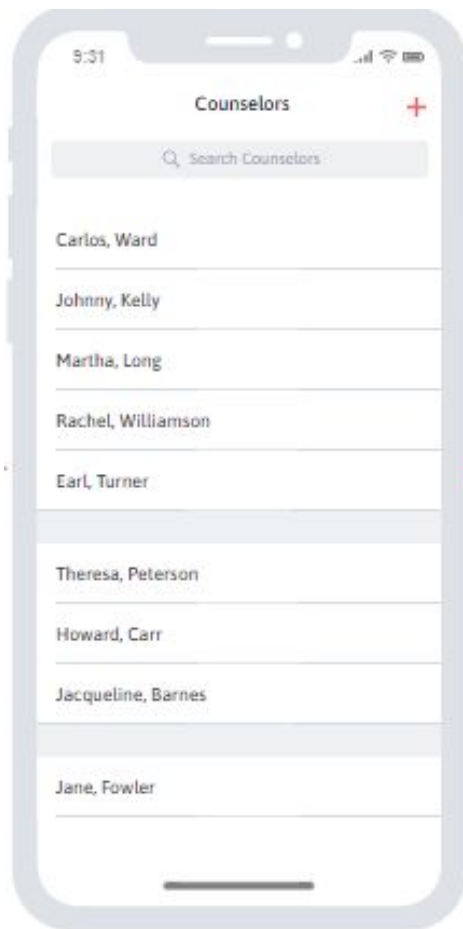 9:31
Counselors
Search Counselors
Carlos, Ward
Johnny, Kelly
Martha, Long
Rachel, Williamson
Earl, Turner
Theresa, Peterson
Howard, Carr
Jacqueline, Barnes
Jane, Fowler